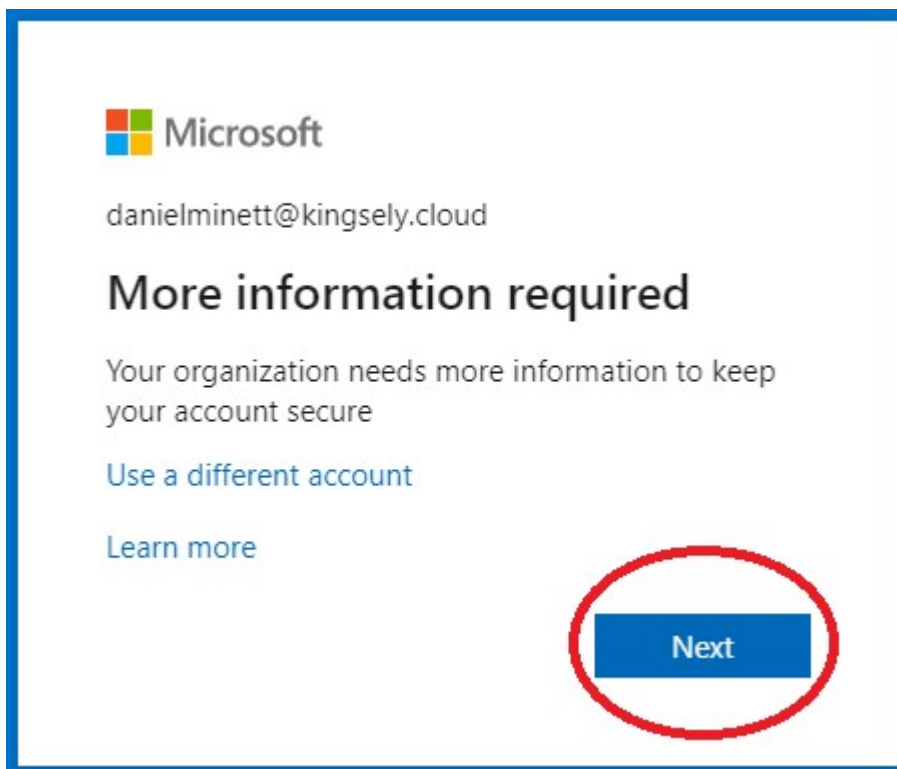 Microsoft
danielminett@kingsely.cloud
More information required
Your organization needs more information to keep
your account secure
Use a different account
Learn more
Next